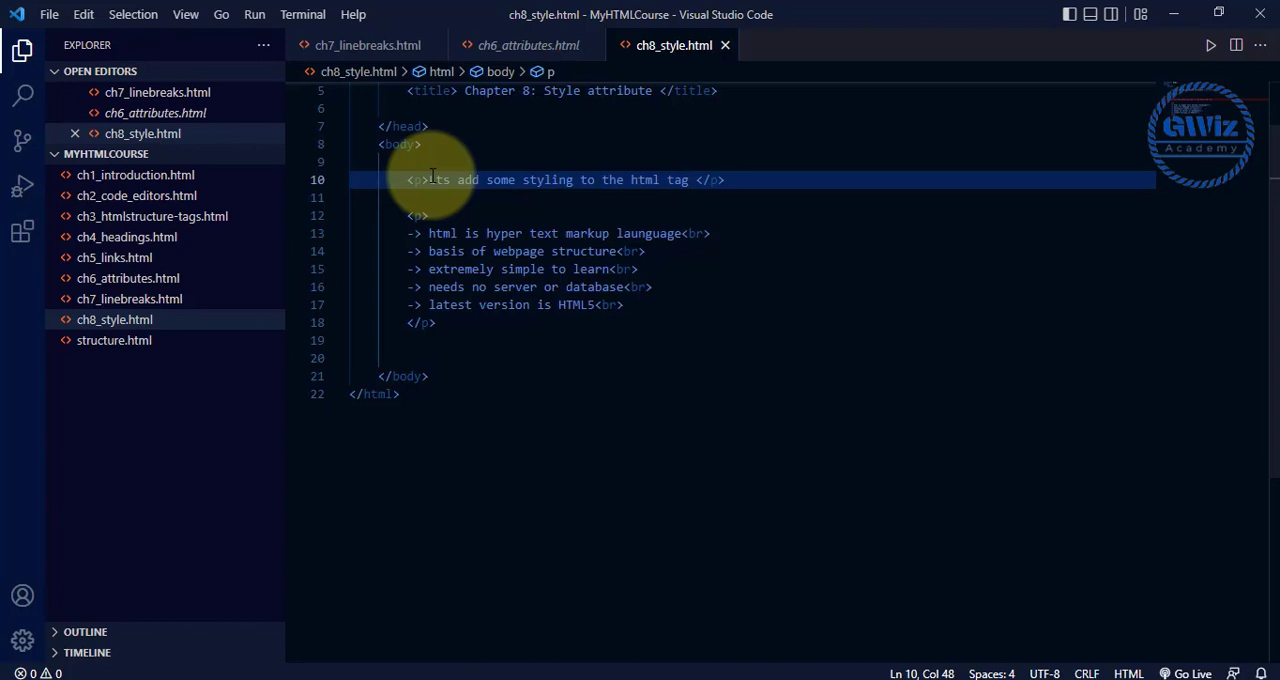 File Edit Selection View Go Run Terminal Help
ch8_style.html - MyHTMLCourse - Visual Studio Code
EXPLORER
OPEN EDITORS
ch7_linebreaks.html
ch6_attributes.html
ch8_style.html
MYHTMLCOURSE
ch1_introduction.html
ch2_code_editors.html
ch3_htmlstructure-tags.html
ch4_headings.html
ch5_links.html
ch6_attributes.html
ch7_linebreaks.html
ch8_style.html
structure.html
OUTLINE
TIMELINE
ch7_linebreaks.html ch6_attributes.html ch8_style.html
ch8_style.html > html > body > p
5 <title> Chapter 8: Style attribute </title>
6
7 </head>
8 <body>
9
10 <p> add some styling to the html tag </p>
11
12 <p>
13 -> html is hyper text markup launguage<br>
14 -> basis of webpage structure<br>
15 -> extremely simple to learn<br>
16 -> needs no server or database<br>
17 -> latest version is HTML5<br>
18 </p>
19
20
21 </body>
22 </html>
GWiz
Academy
0 0
Ln 10, Col 48 Spaces: 4 UTF-8 CRLF HTML Go Live